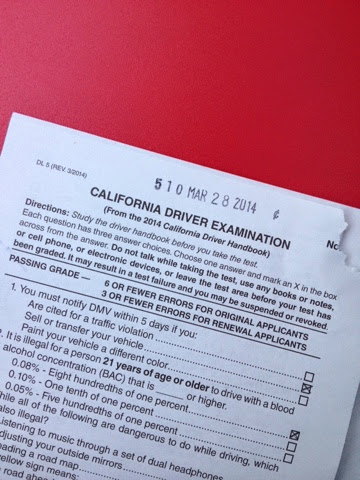 DL 5 (REV. 3/2014)
510 MAR 28 2014 ¢
CALIFORNIA DRIVER EXAMINATION
(From the 2014 California Driver Handbook)
Directions: Study the driver handbook before you take the test.
Each question has three answer choices. Choose one answer and mark an X in the box
across from the answer. Do not talk while taking the test, use any books or notes,
or cell phone, or electronic devices, or leave the test area before your test has
been graded. It may result in a test failure and you may be suspended or revoked.
PASSING GRADE — 6 OR FEWER ERRORS FOR ORIGINAL APPLICANTS
3 OR FEWER ERRORS FOR RENEWAL APPLICANTS
1. You must notify DMV within 5 days if you:
Are cited for a traffic violation
Sell or transfer your vehicle
Paint your vehicle a different color
It is illegal for a person 21 years of age or older to drive with a blood
alcohol concentration (BAC) that is ____ or higher.
0.08% - Eight hundredths of one percent
0.10% - One tenth of one percent
0.05% - Five hundredths of one percent
all of the following are dangerous to do while driving, which
also illegal?
Listening to music through a set of dual headphones
adjusting your outside mirrors
a road map
yellow sign means:
road